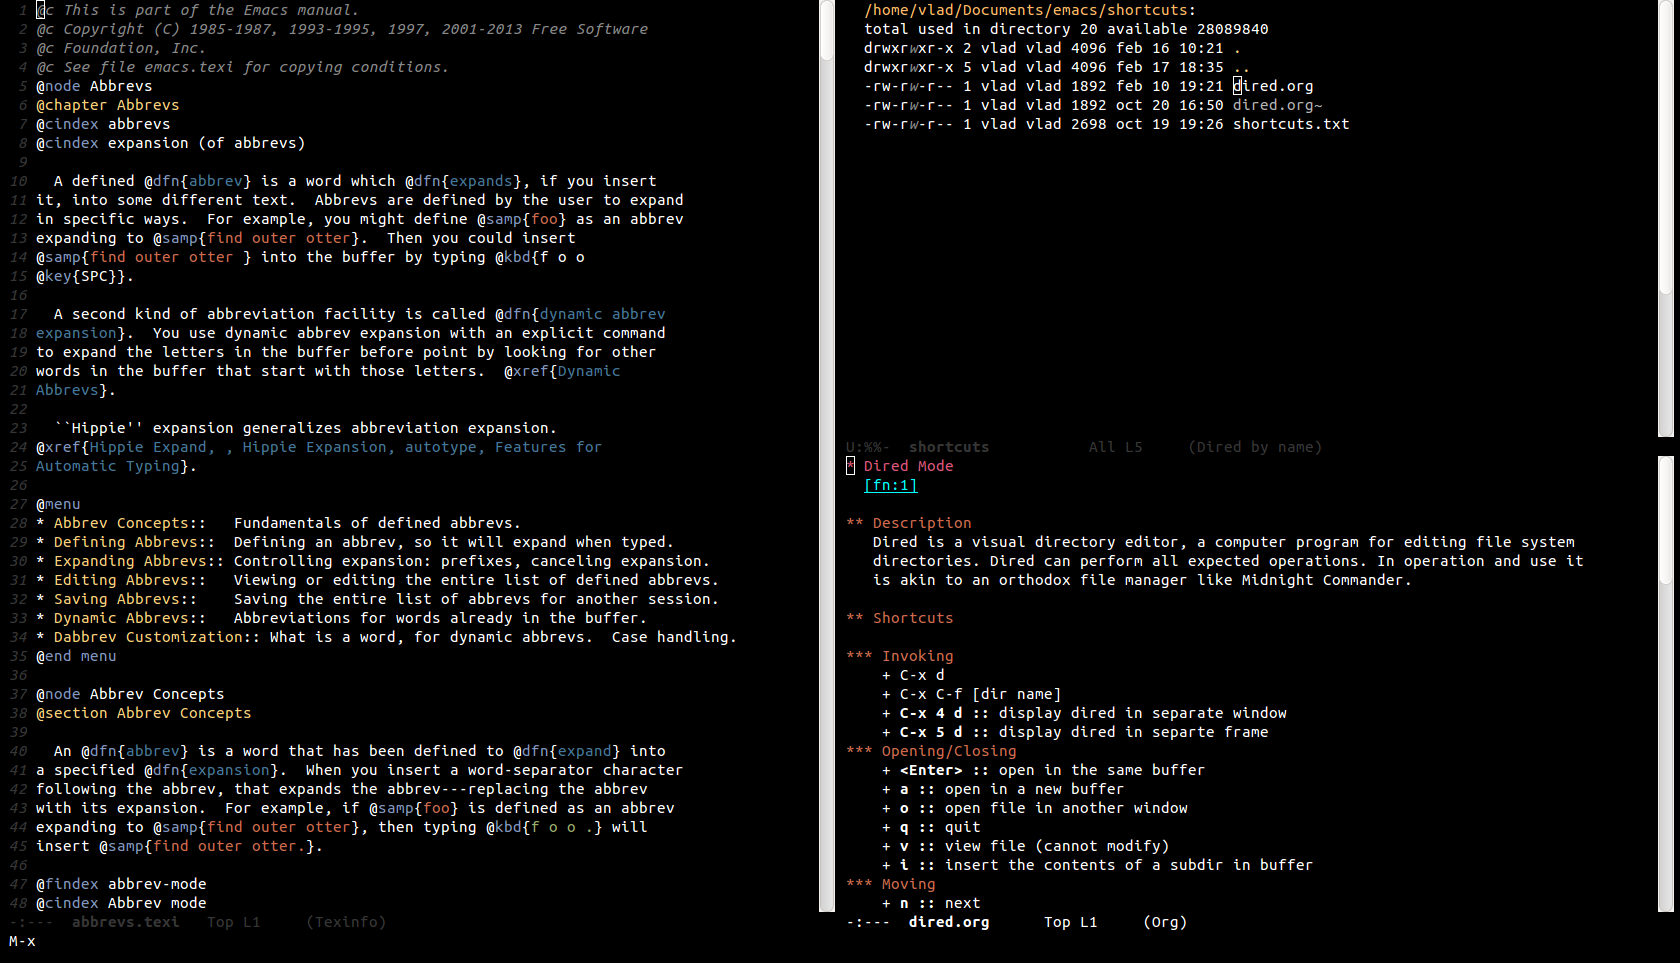 1 @c This is part of the Emacs manual.
2 @c Copyright (C) 1985-1987, 1993-1995, 1997, 2001-2013 Free Software
3 @c Foundation, Inc.
4 @c See file emacs.texi for copying conditions.
5 @node Abbrevs
6 @chapter Abbrevs
7 @cindex abbrevs
8 @cindex expansion (of abbrevs)
9
10   A defined @dfn{abbrev} is a word which @dfn{expands}, if you insert
11 it, into some different text.  Abbrevs are defined by the user to expand
12 in specific ways.  For example, you might define @samp{foo} as an abbrev
13 expanding to @samp{find outer otter}.  Then you could insert
14 @samp{find outer otter } into the buffer by typing @kbd{f o o
15 @key{SPC}}.
16
17   A second kind of abbreviation facility is called @dfn{dynamic abbrev
18 expansion}.  You use dynamic abbrev expansion with an explicit command
19 to expand the letters in the buffer before point by looking for other
20 words in the buffer that start with those letters.  @xref{Dynamic
21 Abbrevs}.
22
23   ``Hippie'' expansion generalizes abbreviation expansion.
24 @xref{Hippie Expand, , Hippie Expansion, autotype, Features for
25 Automatic Typing}.
26
27 @menu
28 * Abbrev Concepts::   Fundamentals of defined abbrevs.
29 * Defining Abbrevs::  Defining an abbrev, so it will expand when typed.
30 * Expanding Abbrevs:: Controlling expansion: prefixes, canceling expansion.
31 * Editing Abbrevs::   Viewing or editing the entire list of defined abbrevs.
32 * Saving Abbrevs::    Saving the entire list of abbrevs for another session.
33 * Dynamic Abbrevs::   Abbreviations for words already in the buffer.
34 * Dabbrev Customization:: What is a word, for dynamic abbrevs.  Case handling.
35 @end menu
36
37 @node Abbrev Concepts
38 @section Abbrev Concepts
39
40   An @dfn{abbrev} is a word that has been defined to @dfn{expand} into
41 a specified @dfn{expansion}.  When you insert a word-separator character
42 following the abbrev, that expands the abbrev---replacing the abbrev
43 with its expansion.  For example, if @samp{foo} is defined as an abbrev
44 expanding to @samp{find outer otter}, then typing @kbd{f o o .} will
45 insert @samp{find outer otter.}.
46
47 @findex abbrev-mode
48 @cindex Abbrev mode
-:---  abbrevs.texi   Top L1     (Texinfo)
M-x
/home/vlad/Documents/emacs/shortcuts:
total used in directory 20 available 28089840
drwxrwxr-x 2 vlad vlad 4096 feb 16 10:21 .
drwxrwxr-x 5 vlad vlad 4096 feb 17 18:35 ..
-rw-rw-r-- 1 vlad vlad 1892 feb 10 19:21 dired.org
-rw-rw-r-- 1 vlad vlad 1892 oct 20 16:50 dired.org~
-rw-rw-r-- 1 vlad vlad 2698 oct 19 19:26 shortcuts.txt
U:%%-  shortcuts           All L5     (Dired by name)
* Dired Mode
[fn:1]
** Description
Dired is a visual directory editor, a computer program for editing file system
directories. Dired can perform all expected operations. In operation and use it
is akin to an orthodox file manager like Midnight Commander.
** Shortcuts
*** Invoking
+ C-x d
+ C-x C-f [dir name]
+ C-x 4 d :: display dired in separate window
+ C-x 5 d :: display dired in separte frame
*** Opening/Closing
+ <Enter> :: open in the same buffer
+ a :: open in a new buffer
+ o :: open file in another window
+ q :: quit
+ v :: view file (cannot modify)
+ i :: insert the contents of a subdir in buffer
*** Moving
+ n :: next
-:---  dired.org      Top L1     (Org)